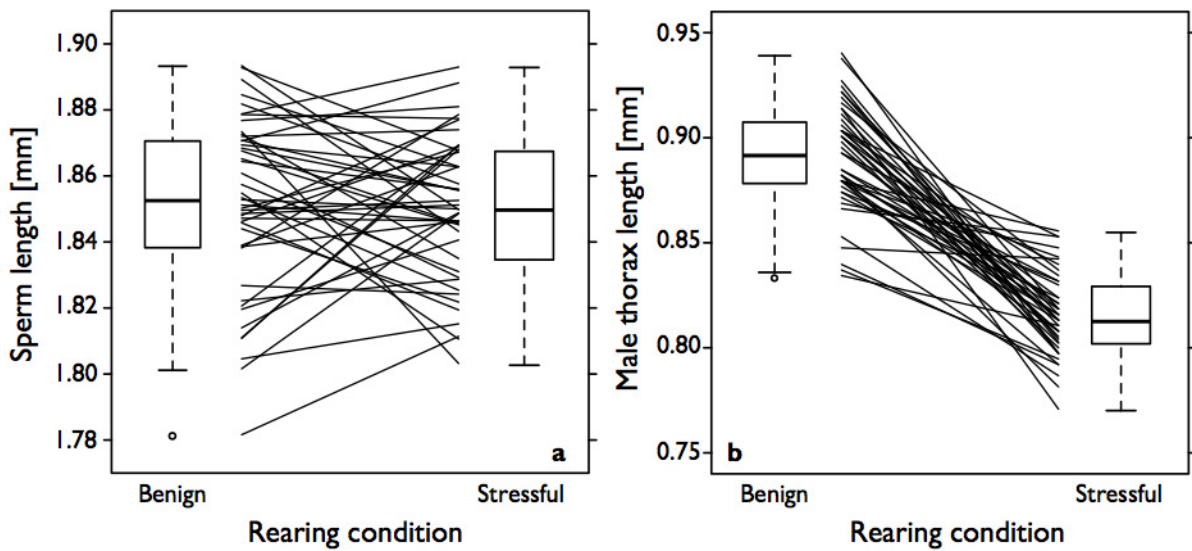 Sperm length [mm]
1.90
1.88
1.86
1.84
1.82
1.80
1.78
a
Benign
Stressful
Rearing condition
Male thorax length [mm]
0.95
0.90
0.85
0.80
0.75
b
Benign
Stressful
Rearing condition